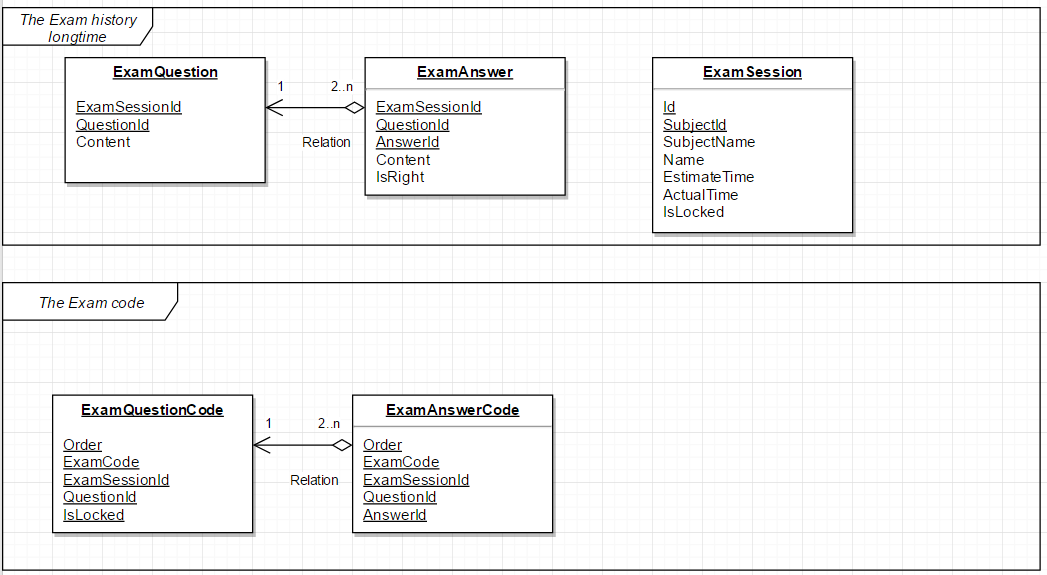 The Exam history
longtime
ExamQuestion
ExamSessionId
QuestionId
Content
1
2..n
Relation
ExamAnswer
ExamSessionId
QuestionId
AnswerId
Content
IsRight
ExamSession
Id
SubjectId
SubjectName
Name
EstimateTime
ActualTime
IsLocked
The Exam code
ExamQuestionCode
Order
ExamCode
ExamSessionId
QuestionId
IsLocked
1
2..n
Relation
ExamAnswerCode
Order
ExamCode
ExamSessionId
QuestionId
AnswerId